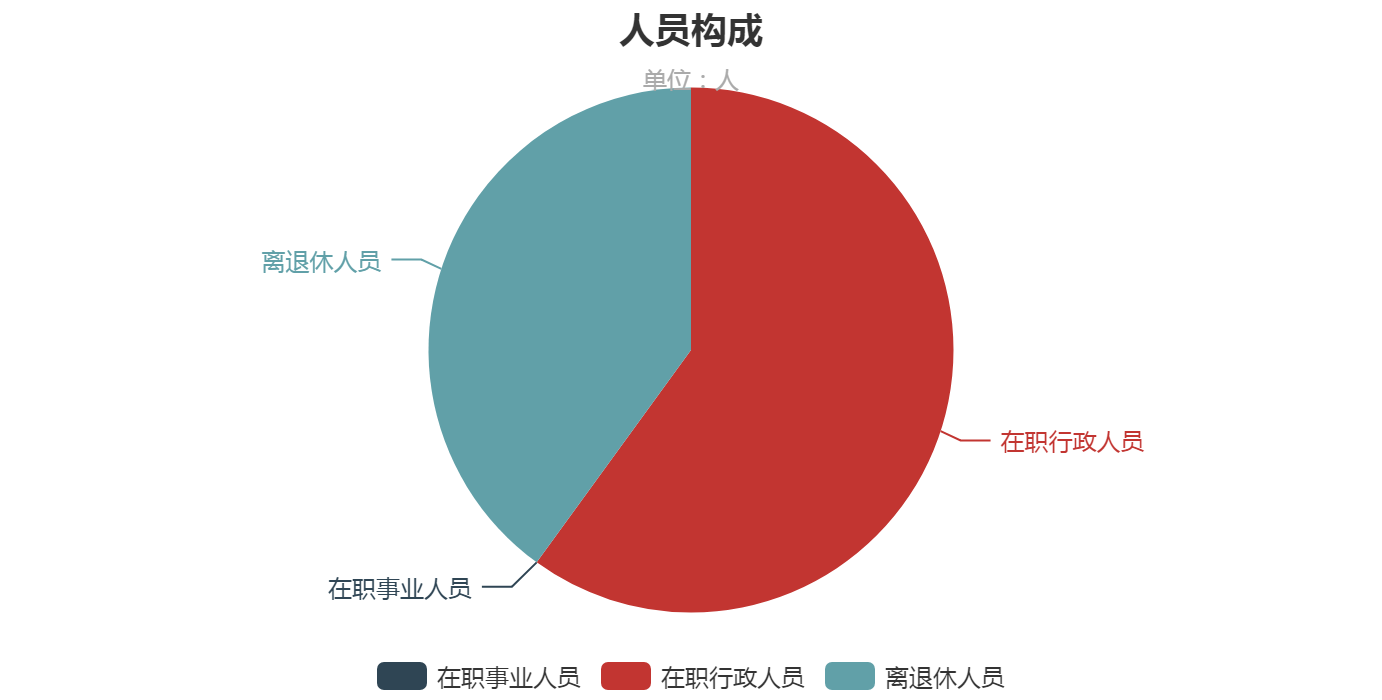 人员构成
单位：人
离退休人员
在职行政人员
在职事业人员
在职事业人员 在职行政人员 离退休人员